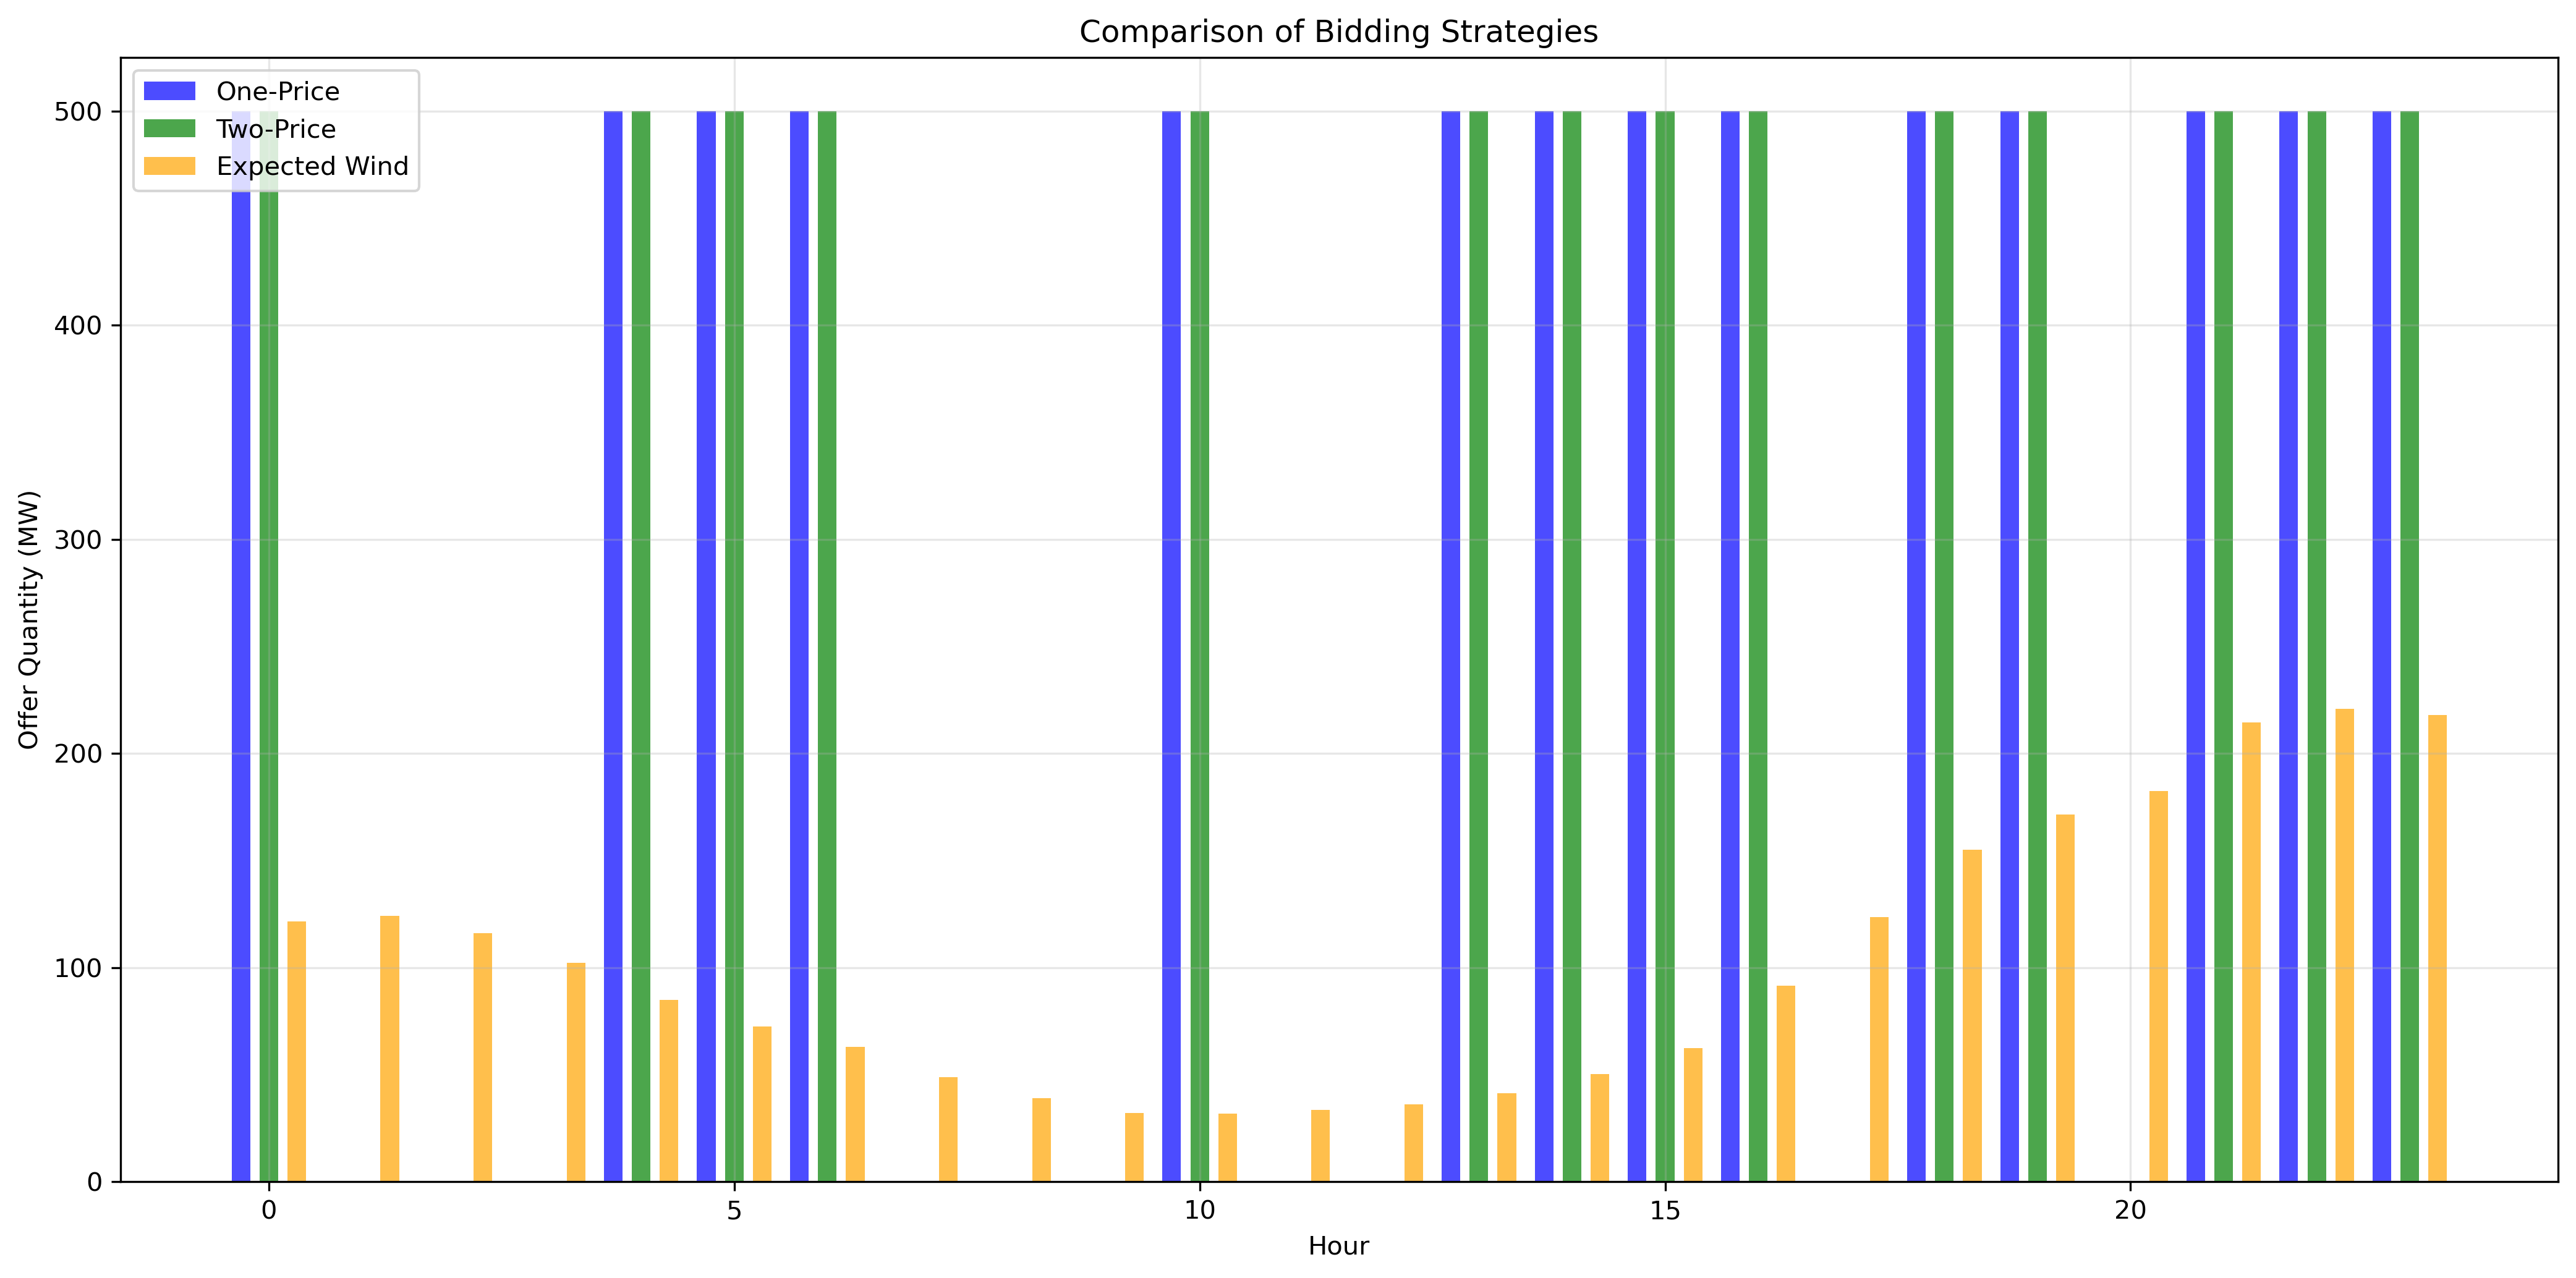 Comparison of Bidding Strategies
One-Price
Two-Price
Expected Wind
500
400
300
200
100
0
Offer Quantity (MW)
0 5 10 15 20
Hour